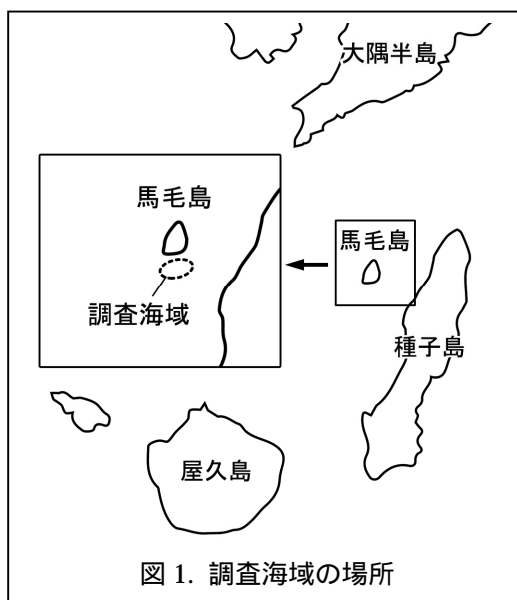 大隅半島
馬毛島
馬毛島
調査海域
種子島
屋久島
図 1. 調査海域の場所